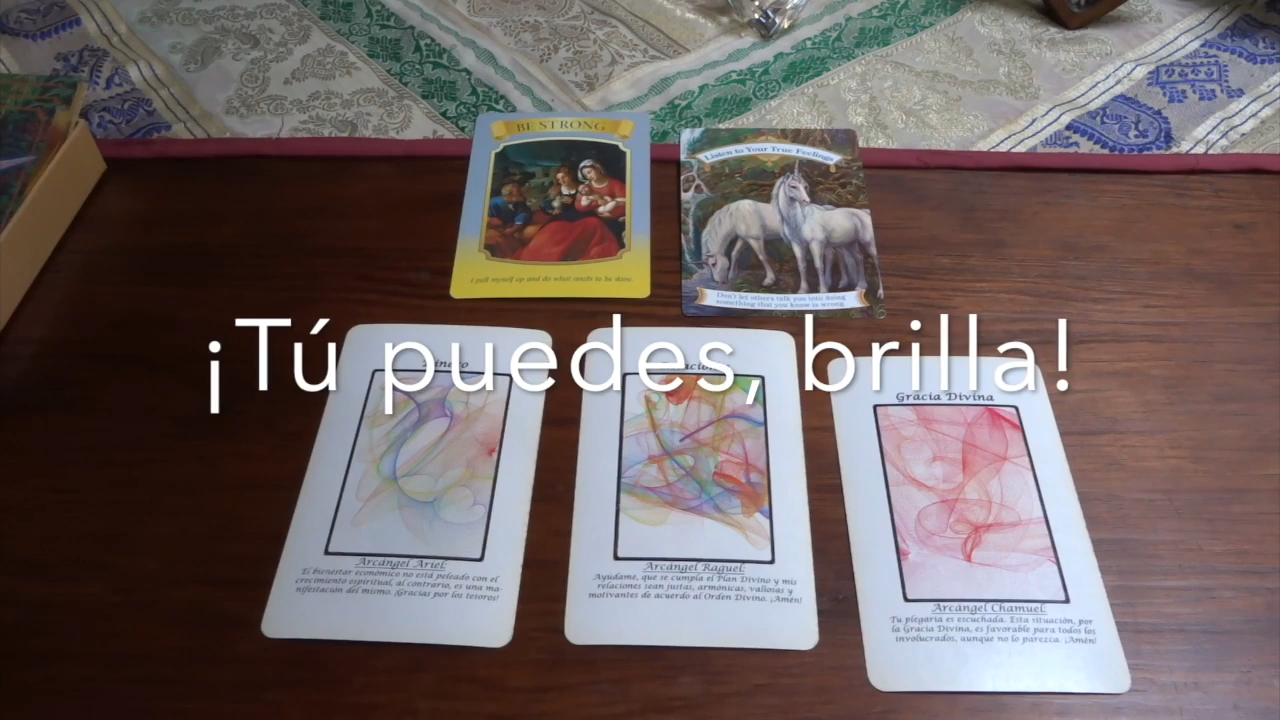 BE STRONG
I pull myself up and do what needs to be done.
Listen to Your True Feelings
Don't let others talk you into doing
something that you know is wrong.
¡Tú puedes, brilla!
Gracia Divina
Arcángel Ariel:
El bienestar económico no está peleado con el
crecimiento espiritual, al contrario, es una ma-
nifestación del mismo. ¡Gracias por los tesoros!
Arcángel Raguel:
Ayúdame, que se cumpla el Plan Divino y mis
relaciones sean justas, armónicas, valiosas y
motivantes de acuerdo al Orden Divino. ¡Amén!
Arcángel Chamuel:
Tu plegaria es escuchada. Esta situación, por
la Gracia Divina, es favorable para todos los
involucrados, aunque no lo parezca. ¡Amén!